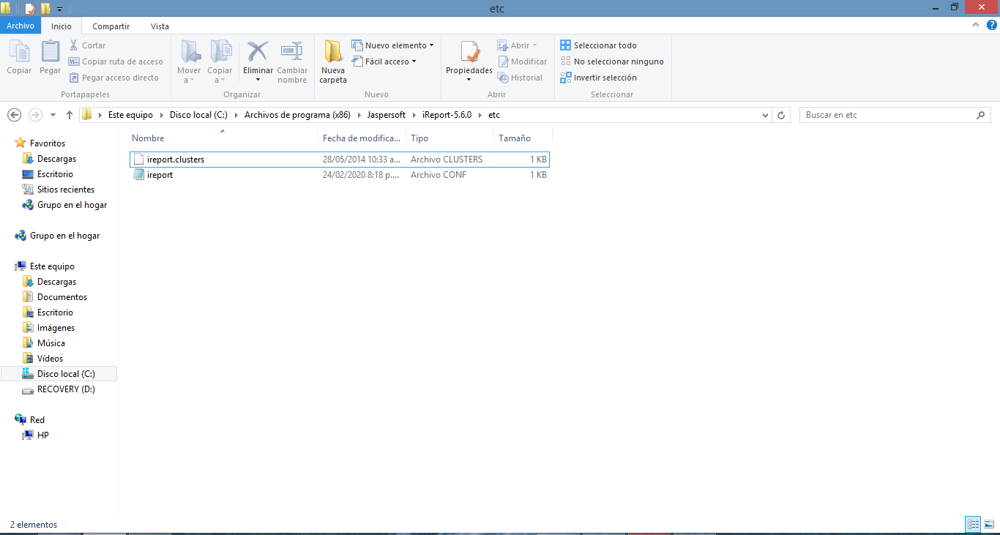 etc
Archivo Inicio Compartir Vista
Copiar
Pegar
Cortar
Copiar ruta de acceso
Pegar acceso directo
Portapapeles
Mover a
Copiar a
Eliminar
Cambiar nombre
Organizar
Nueva carpeta
Nuevo elemento
Fácil acceso
Nuevo
Propiedades
Abrir
Modificar
Historial
Abrir
Seleccionar todo
No seleccionar ninguno
Invertir selección
Seleccionar
Este equipo Disco local (C:) Archivos de programa (x86) Jaspersoft iReport-5.6.0 etc
Buscar en etc
Favoritos
Descargas
Escritorio
Sitios recientes
Grupo en el hogar
Grupo en el hogar
Este equipo
Descargas
Documentos
Escritorio
Imágenes
Música
Vídeos
Disco local (C:)
RECOVERY (D:)
Red
HP
Nombre Fecha de modifica... Tipo Tamaño
ireport.clusters 28/05/2014 10:33 a... Archivo CLUSTERS 1 KB
ireport 24/02/2020 8:18 p.... Archivo CONF 1 KB
2 elementos